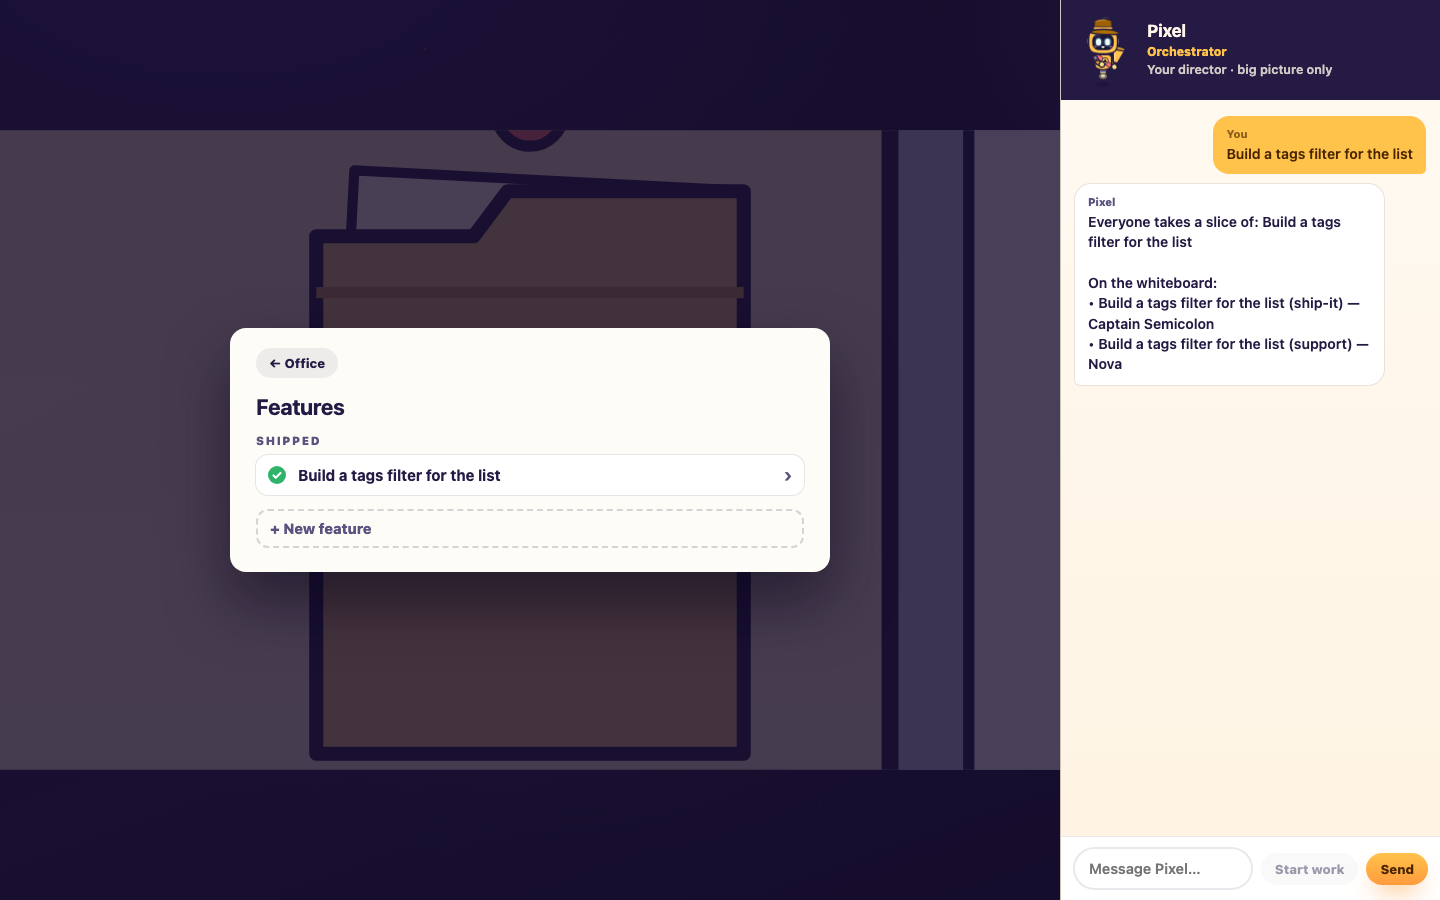 ← Office
Features
SHIPPED
Build a tags filter for the list
+ New feature
Pixel
Orchestrator
Your director · big picture only
You
Build a tags filter for the list
Pixel
Everyone takes a slice of: Build a tags
filter for the list
On the whiteboard:
• Build a tags filter for the list (ship-it) —
Captain Semicolon
• Build a tags filter for the list (support) —
Nova
Message Pixel...
Start work
Send